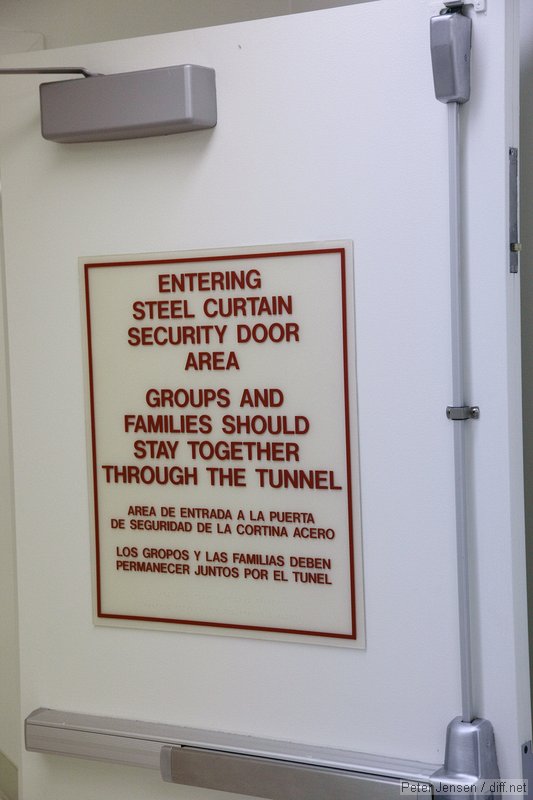 ENTERING
STEEL CURTAIN
SECURITY DOOR
AREA
GROUPS AND
FAMILIES SHOULD
STAY TOGETHER
THROUGH THE TUNNEL
AREA DE ENTRADA A LA PUERTA
DE SEGURIDAD DE LA CORTINA ACERO
LOS GROPOS Y LAS FAMILIAS DEBEN
PERMANECER JUNTOS POR EL TUNEL
Peter Jensen / diff.net